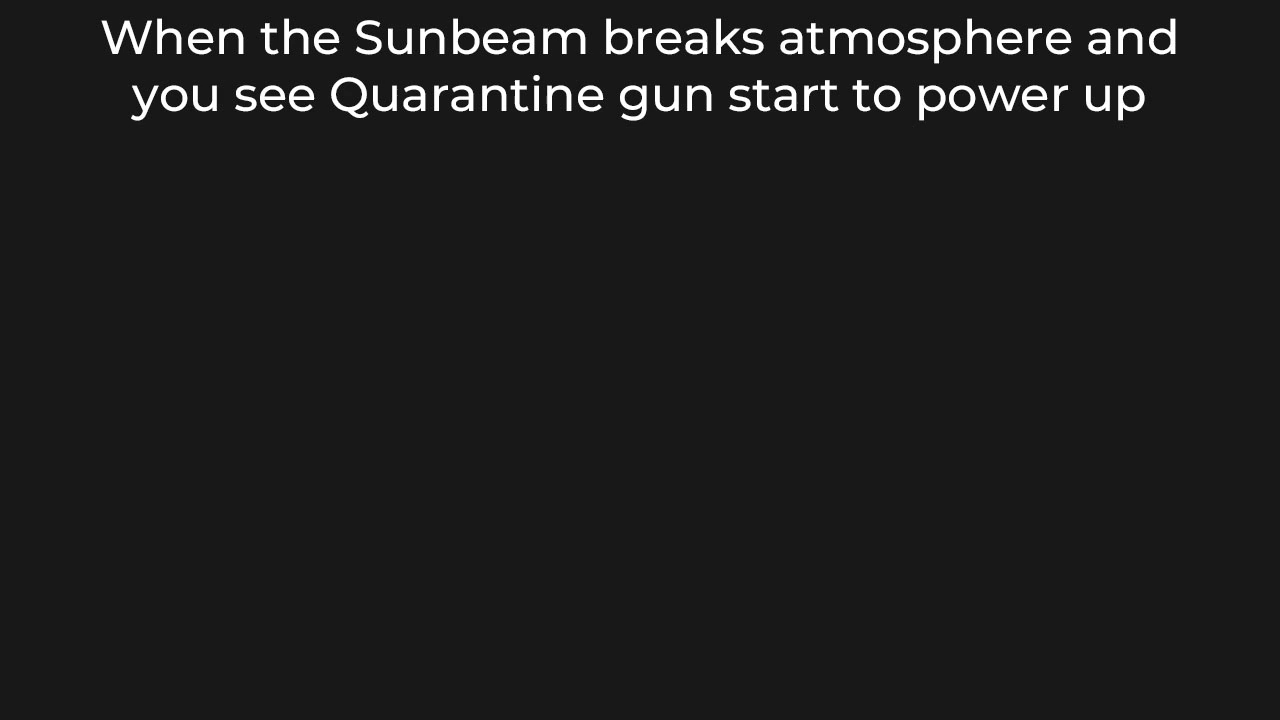 When the Sunbeam breaks atmosphere and
you see Quarantine gun start to power up